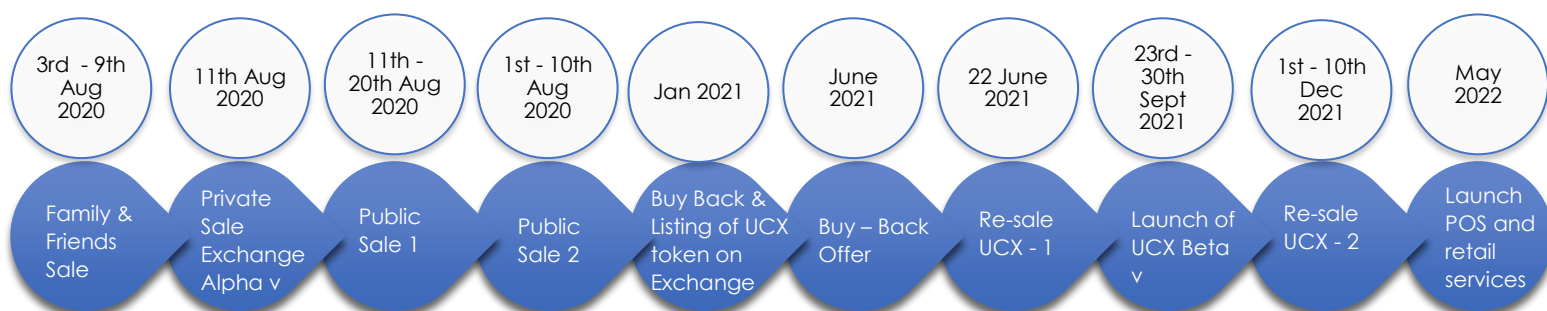 3rd - 9th
Aug
2020
11th Aug
2020
11th -
20th Aug
2020
1st - 10th
Aug
2020
Jan 2021
June
2021
22 June
2021
23rd -
30th
Sept
2021
1st - 10th
Dec
2021
May
2022
Family &
Friends
Sale
Private
Sale
Exchange
Alpha v
Public
Sale 1
Public
Sale 2
Buy Back &
Listing of UCX
token on
Exchange
Buy – Back
Offer
Re-sale
UCX - 1
Launch of
UCX Beta
v
Re-sale
UCX - 2
Launch
POS and
retail
services